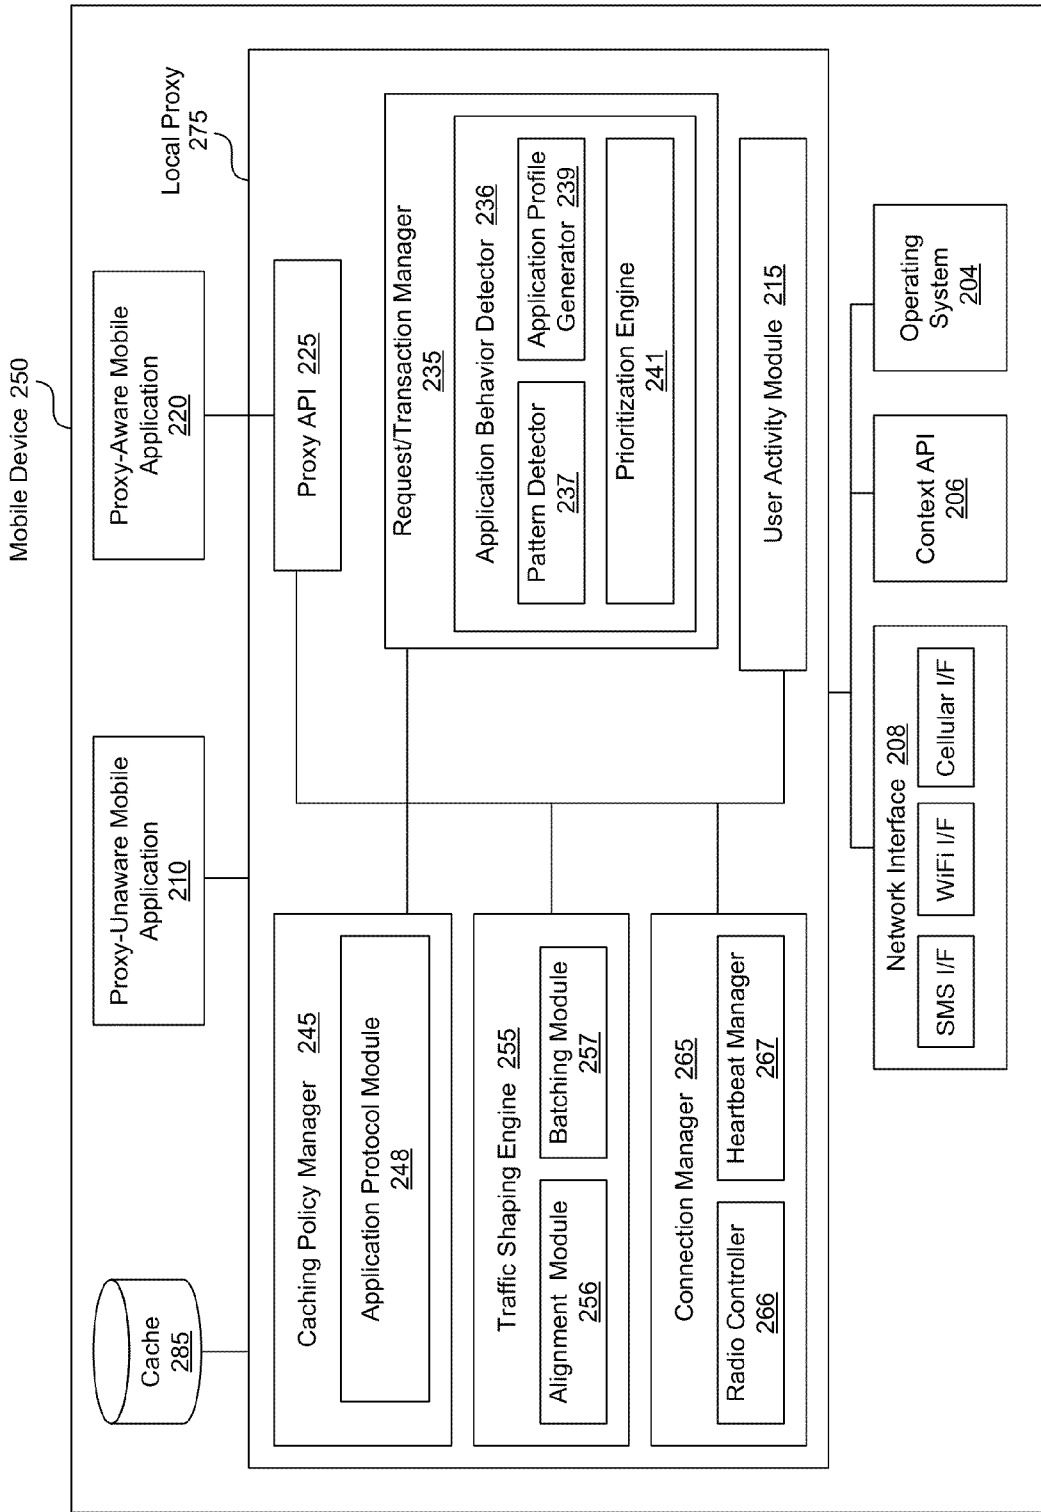 Mobile Device 250
Cache
285
Proxy-Unaware Mobile
Application
210
Proxy-Aware Mobile
Application
220
Local Proxy
275
Caching Policy Manager 245
Application Protocol Module
248
Traffic Shaping Engine 255
Alignment Module
256
Batching Module
257
Connection Manager 265
Radio Controller
266
Heartbeat Manager
267
Proxy API 225
Request/Transaction Manager
235
Application Behavior Detector 236
Pattern Detector
237
Application Profile
Generator 239
Prioritization Engine
241
User Activity Module 215
Network Interface 208
SMS I/F
WiFi I/F
Cellular I/F
Context API
206
Operating
System
204